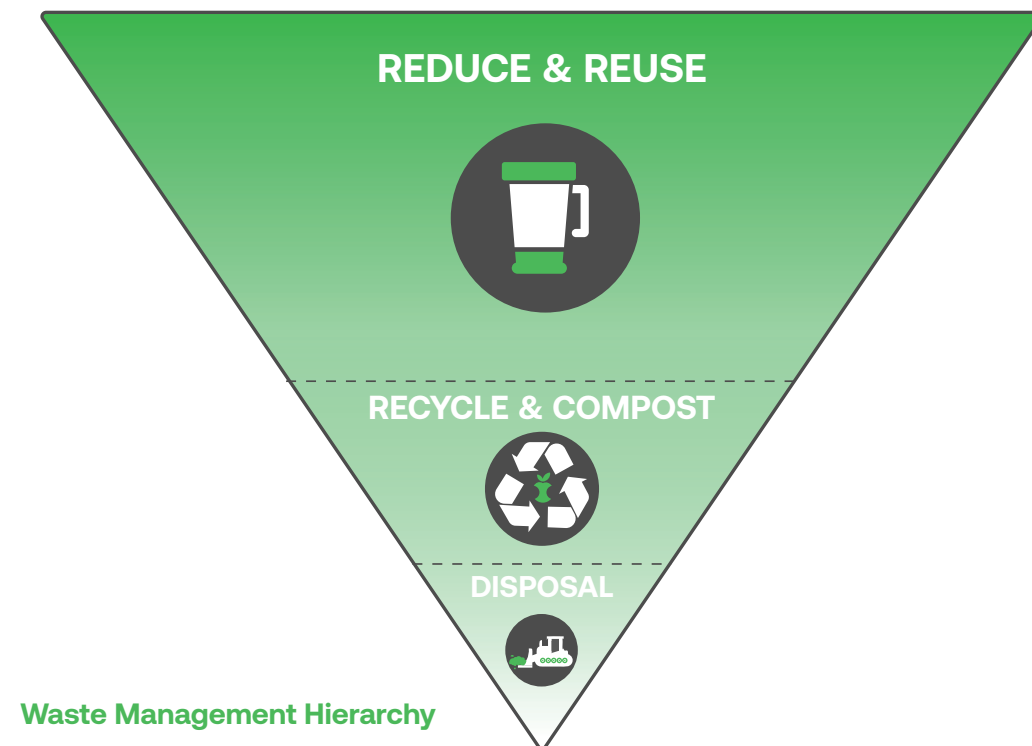 REDUCE & REUSE
RECYCLE & COMPOST
DISPOSAL
Waste Management Hierarchy